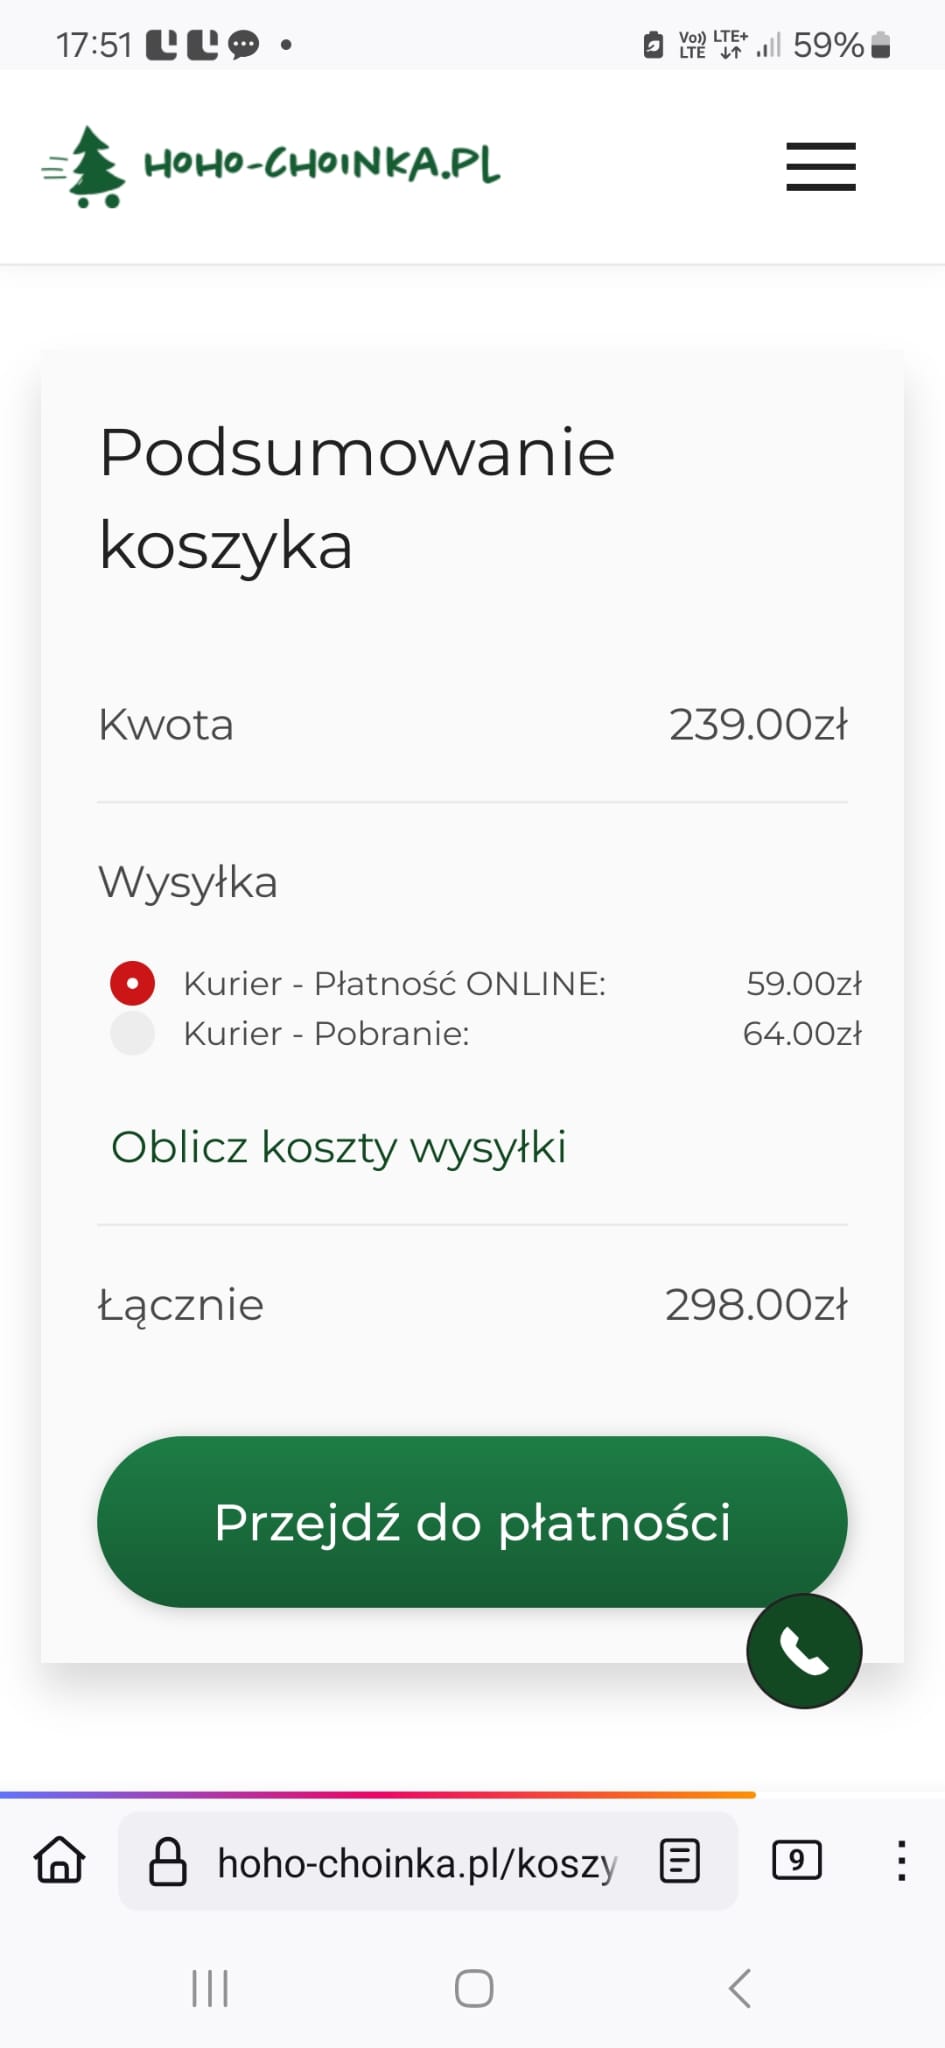 17:51 Vo)) LTE LTE+ 59%
HOHO-CHOINKA.PL
Podsumowanie
koszyka
Kwota 239.00zł
Wysyłka
Kurier - Płatność ONLINE: 59.00zł
Kurier - Pobranie: 64.00zł
Oblicz koszty wysyłki
Łącznie 298.00zł
Przejdź do płatności
hoho-choinka.pl/koszy 9